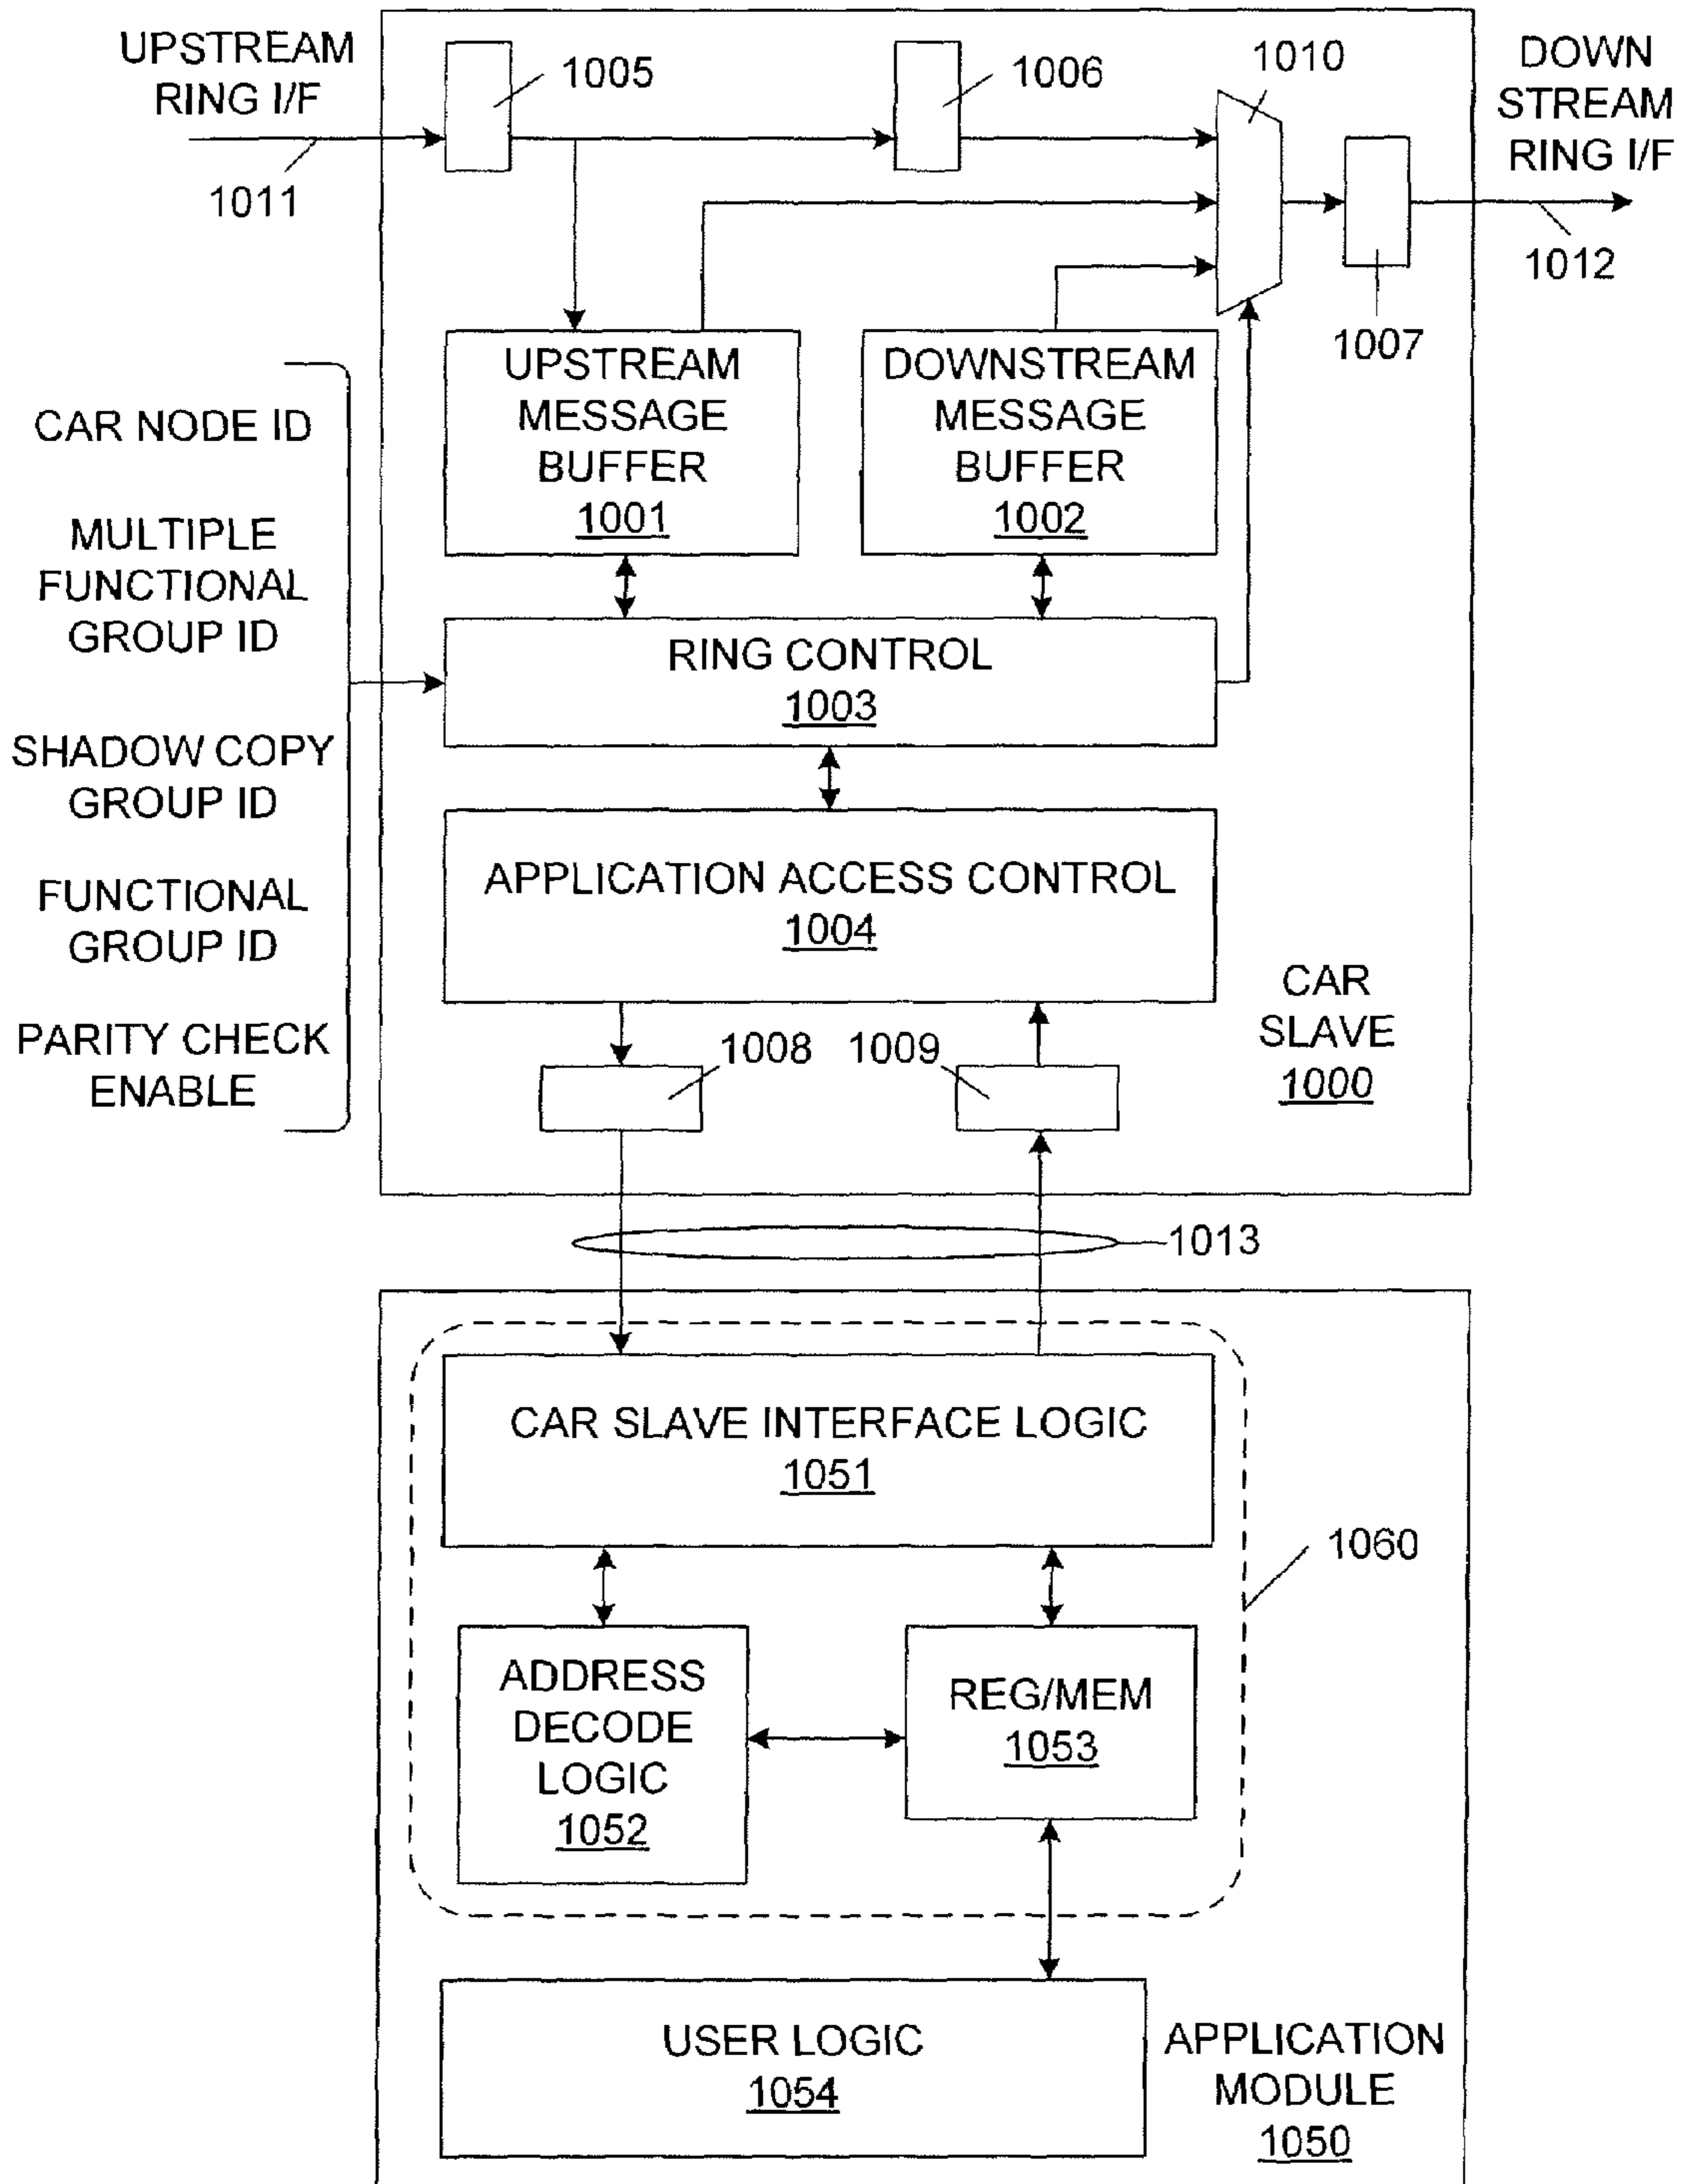 UPSTREAM
RING I/F
1005
1006
1010
DOWN
STREAM
RING I/F
1011
1012
1007
UPSTREAM
MESSAGE
BUFFER
1001
DOWNSTREAM
MESSAGE
BUFFER
1002
CAR NODE ID
MULTIPLE
FUNCTIONAL
GROUP ID
SHADOW COPY
GROUP ID
FUNCTIONAL
GROUP ID
PARITY CHECK
ENABLE
RING CONTROL
1003
APPLICATION ACCESS CONTROL
1004
1008
1009
CAR
SLAVE
1000
1013
CAR SLAVE INTERFACE LOGIC
1051
1060
ADDRESS
DECODE
LOGIC
1052
REG/MEM
1053
USER LOGIC
1054
APPLICATION
MODULE
1050